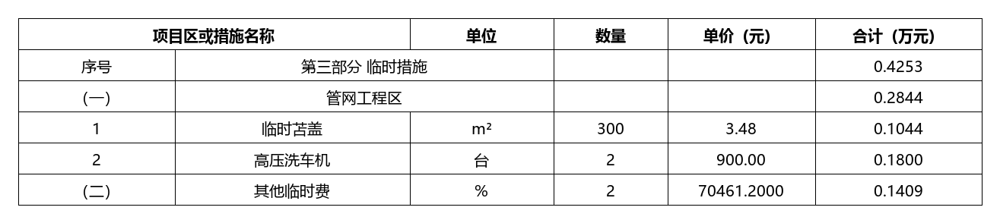 项目区或措施名称 单位 数量 单价（元） 合计（万元）
序号 第三部分 临时措施 0.4253
(一) 管网工程区 0.2844
1 临时苫盖 m² 300 3.48 0.1044
2 高压洗车机 台 2 900.00 0.1800
(二) 其他临时费 % 2 70461.2000 0.1409